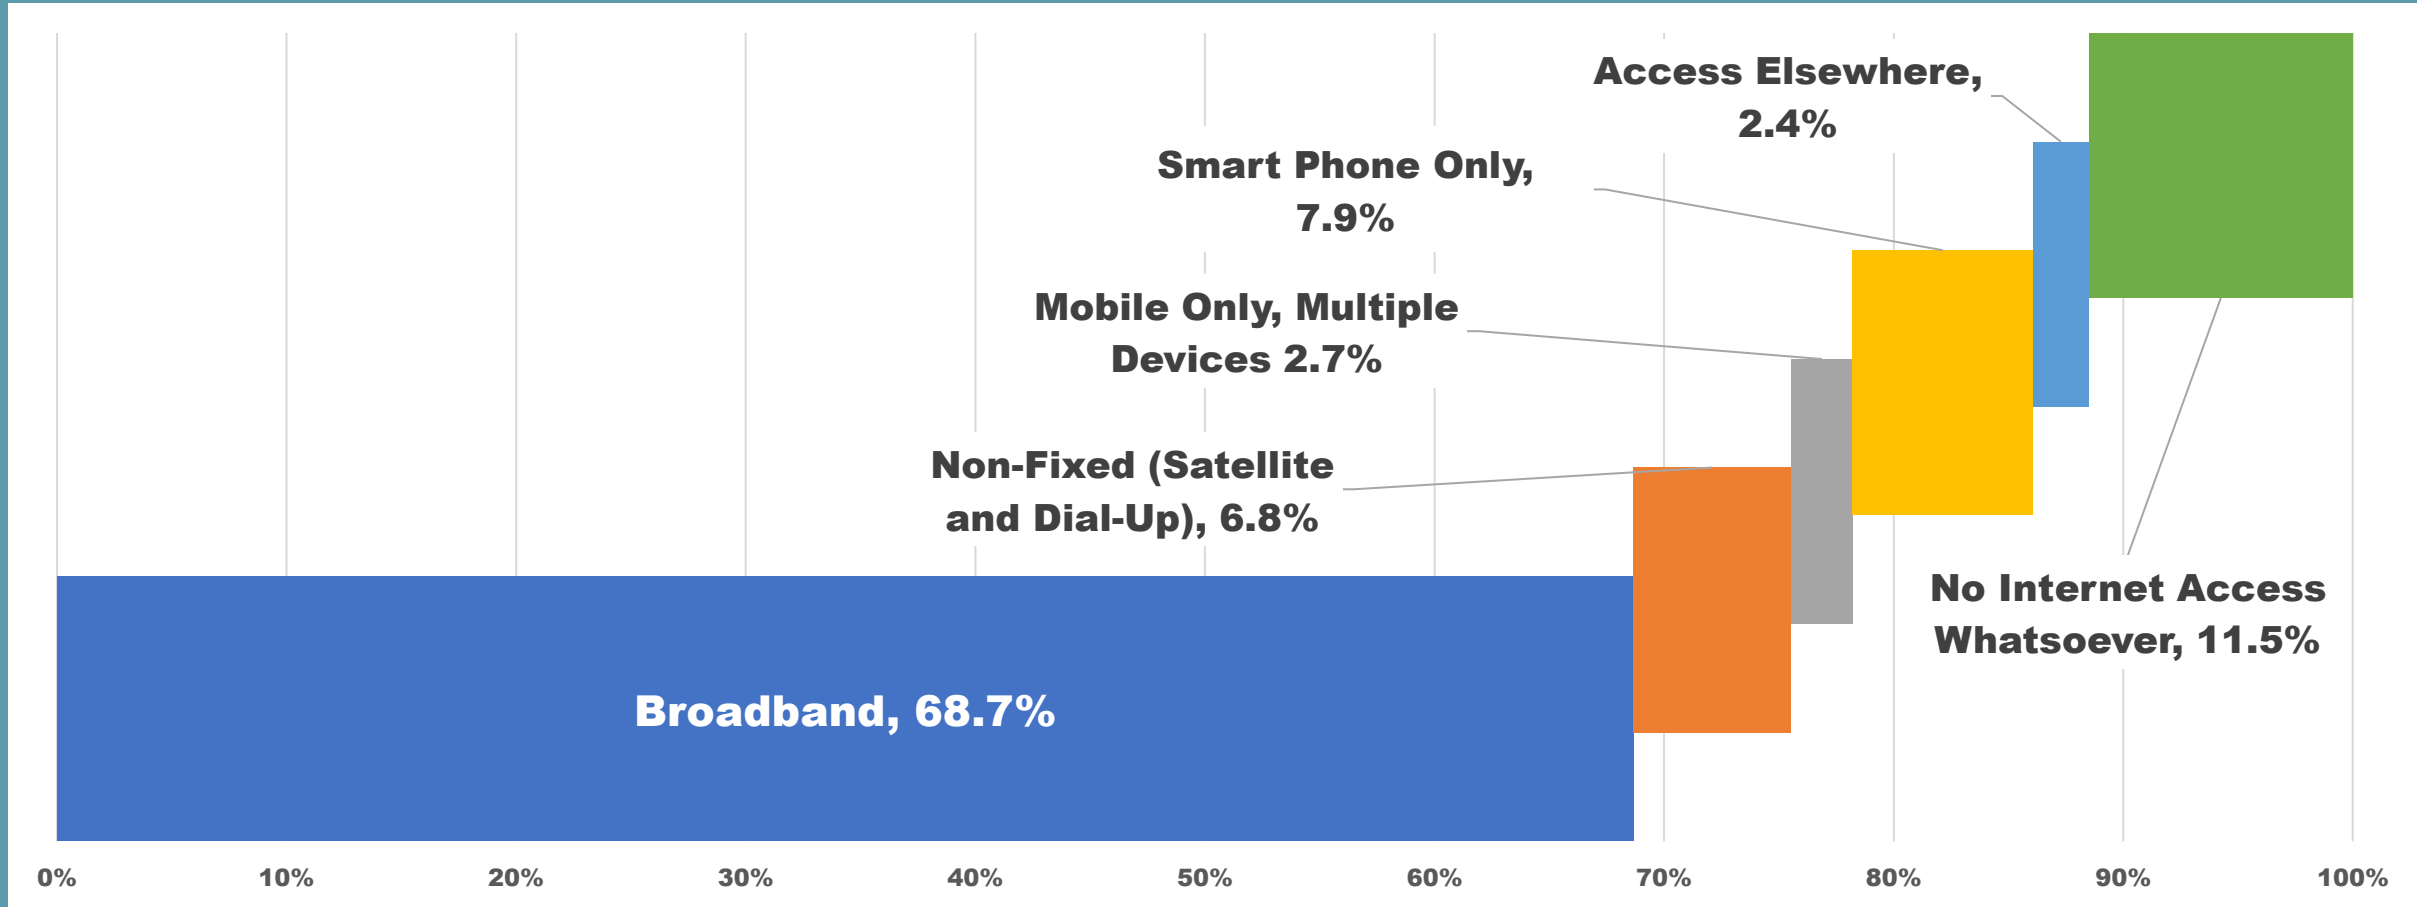 Access Elsewhere,
2.4%
Smart Phone Only,
7.9%
Mobile Only, Multiple
Devices 2.7%
Non-Fixed (Satellite
and Dial-Up), 6.8%
No Internet Access
Whatsoever, 11.5%
Broadband, 68.7%
0% 10% 20% 30% 40% 50% 60% 70% 80% 90% 100%